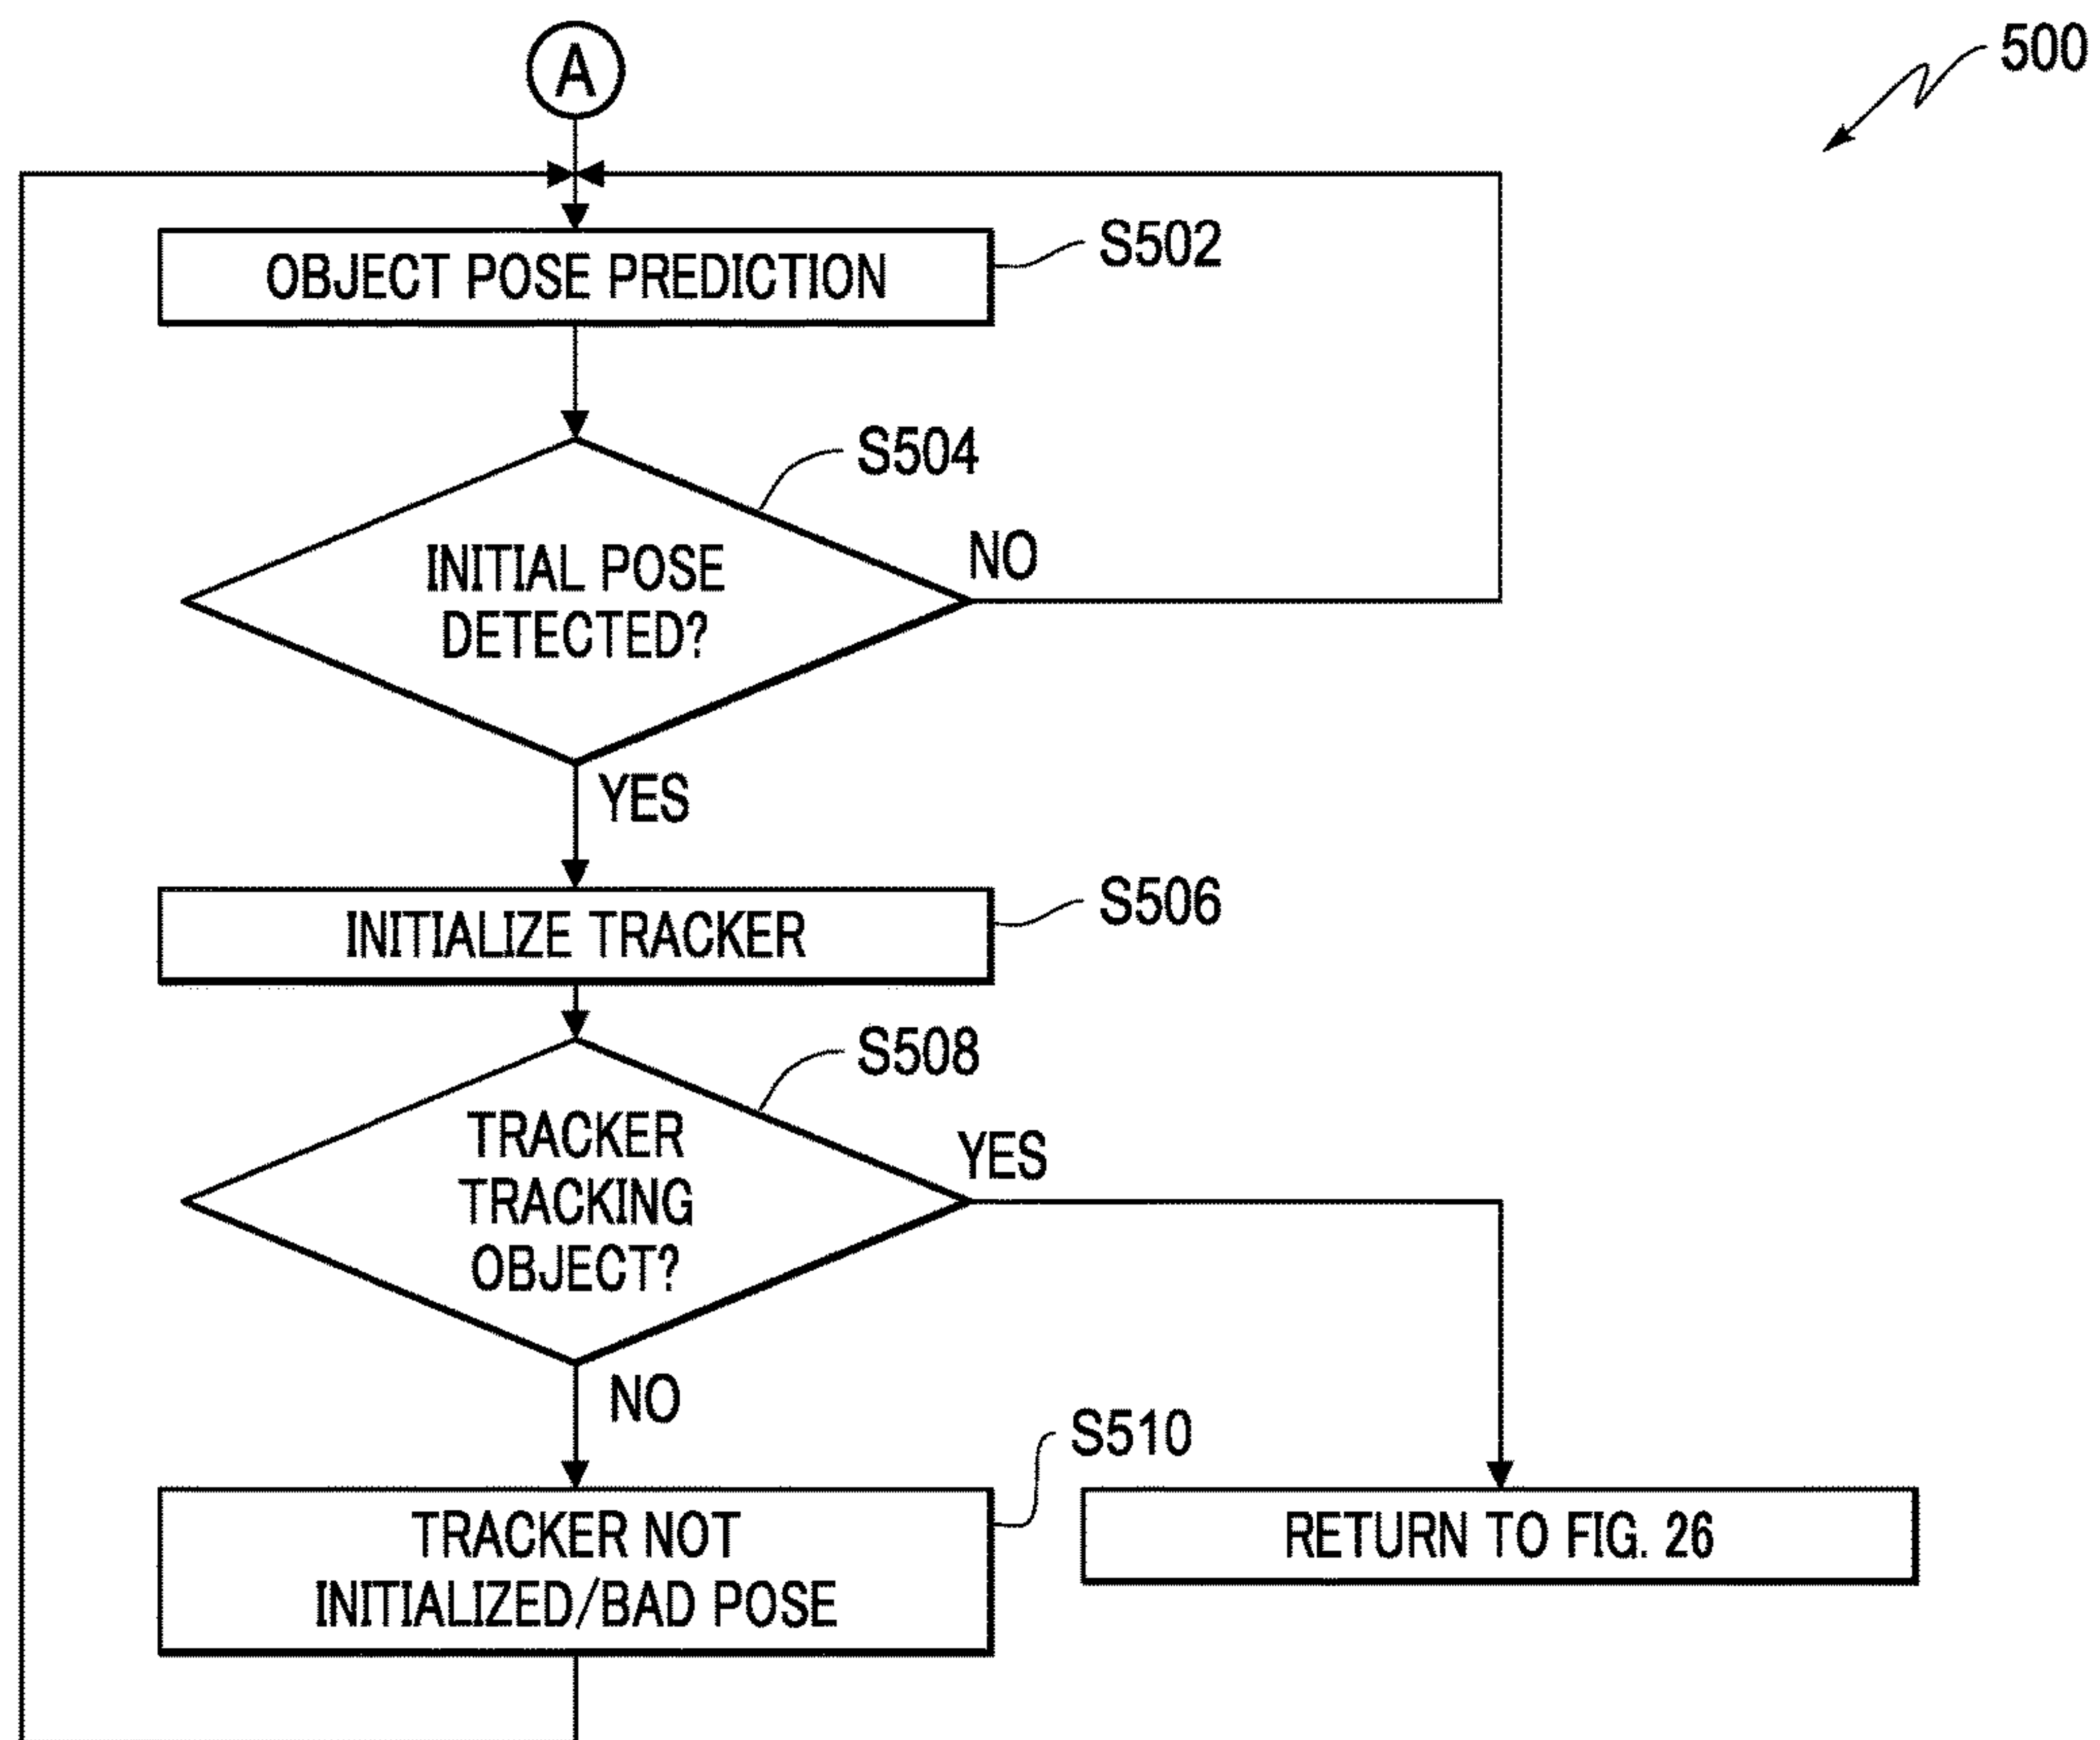 A
500
OBJECT POSE PREDICTION
S502
S504
INITIAL POSE
DETECTED?
NO
YES
INITIALIZE TRACKER
S506
S508
TRACKER
TRACKING
OBJECT?
YES
NO
S510
TRACKER NOT
INITIALIZED/BAD POSE
RETURN TO FIG. 26